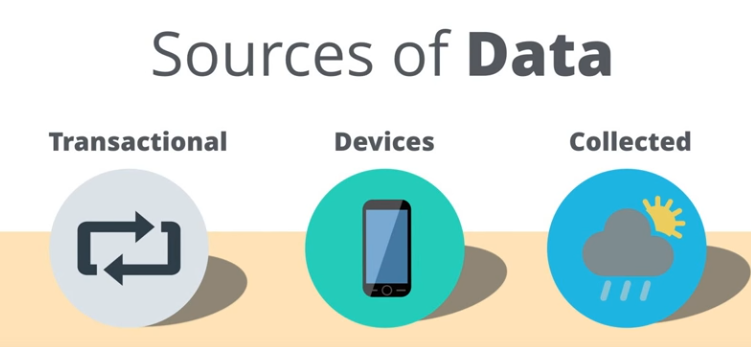 Sources of Data
Transactional Devices Collected